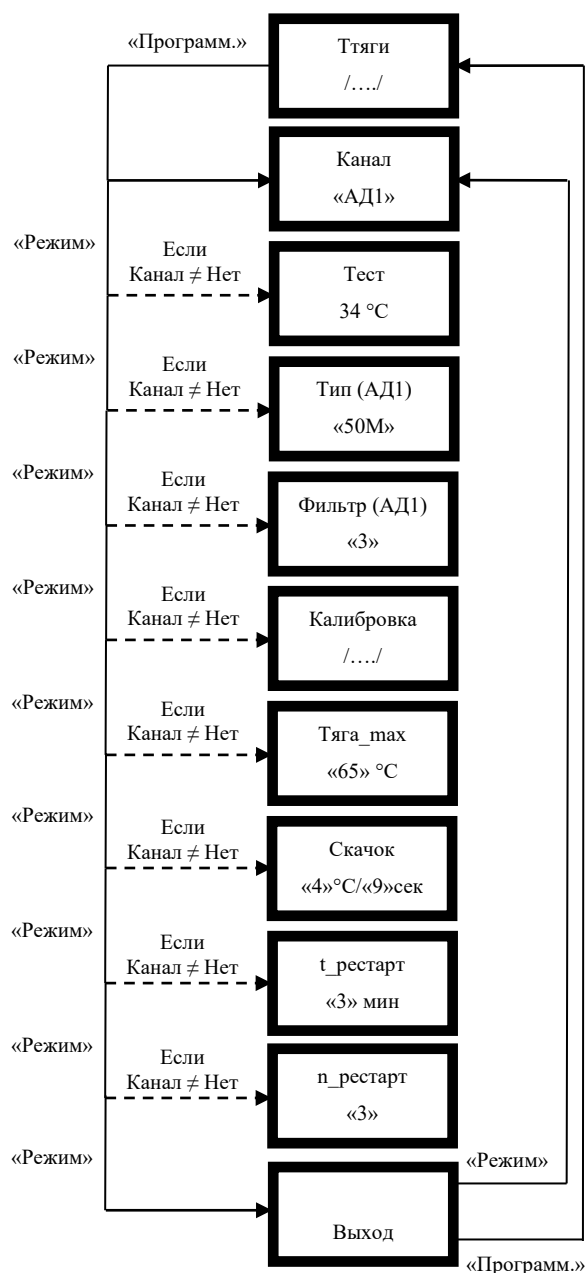 «Программ.»
Ттяги
/…./
Канал
«АД1»
«Режим»
Если
Канал ≠ Нет
Тест
34 °C
«Режим»
Если
Канал ≠ Нет
Тип (АД1)
«50М»
«Режим»
Если
Канал ≠ Нет
Фильтр (АД1)
«3»
«Режим»
Если
Канал ≠ Нет
Калибровка
/…./
«Режим»
Если
Канал ≠ Нет
Тяга_max
«65» °C
«Режим»
Если
Канал ≠ Нет
Скачок
«4»°C/«9»сек
«Режим»
Если
Канал ≠ Нет
t_рестарт
«3» мин
«Режим»
Если
Канал ≠ Нет
n_рестарт
«3»
«Режим»
«Режим»
Выход
«Программ.»